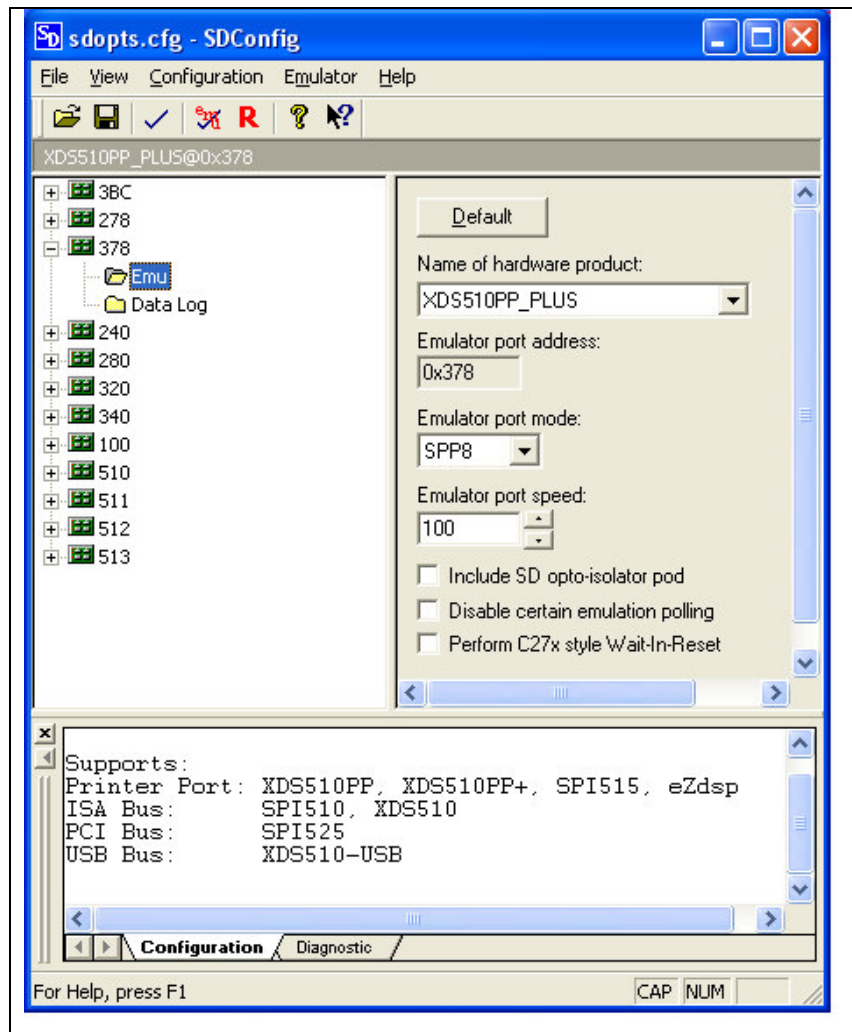 SD sdopts.cfg - SDConfig
File View Configuration Emulator Help
R
XDS510PP_PLUS@0x378
3BC
278
378
Emu
Data Log
240
280
320
340
100
510
511
512
513
Default
Name of hardware product:
XDS510PP_PLUS
Emulator port address:
0x378
Emulator port mode:
SPP8
Emulator port speed:
100
Include SD opto-isolator pod
Disable certain emulation polling
Perform C27x style Wait-In-Reset
Supports:
Printer Port: XDS510PP, XDS510PP+, SPI515, eZdsp
ISA Bus: SPI510, XDS510
PCI Bus: SPI525
USB Bus: XDS510-USB
Configuration Diagnostic
For Help, press F1 CAP NUM